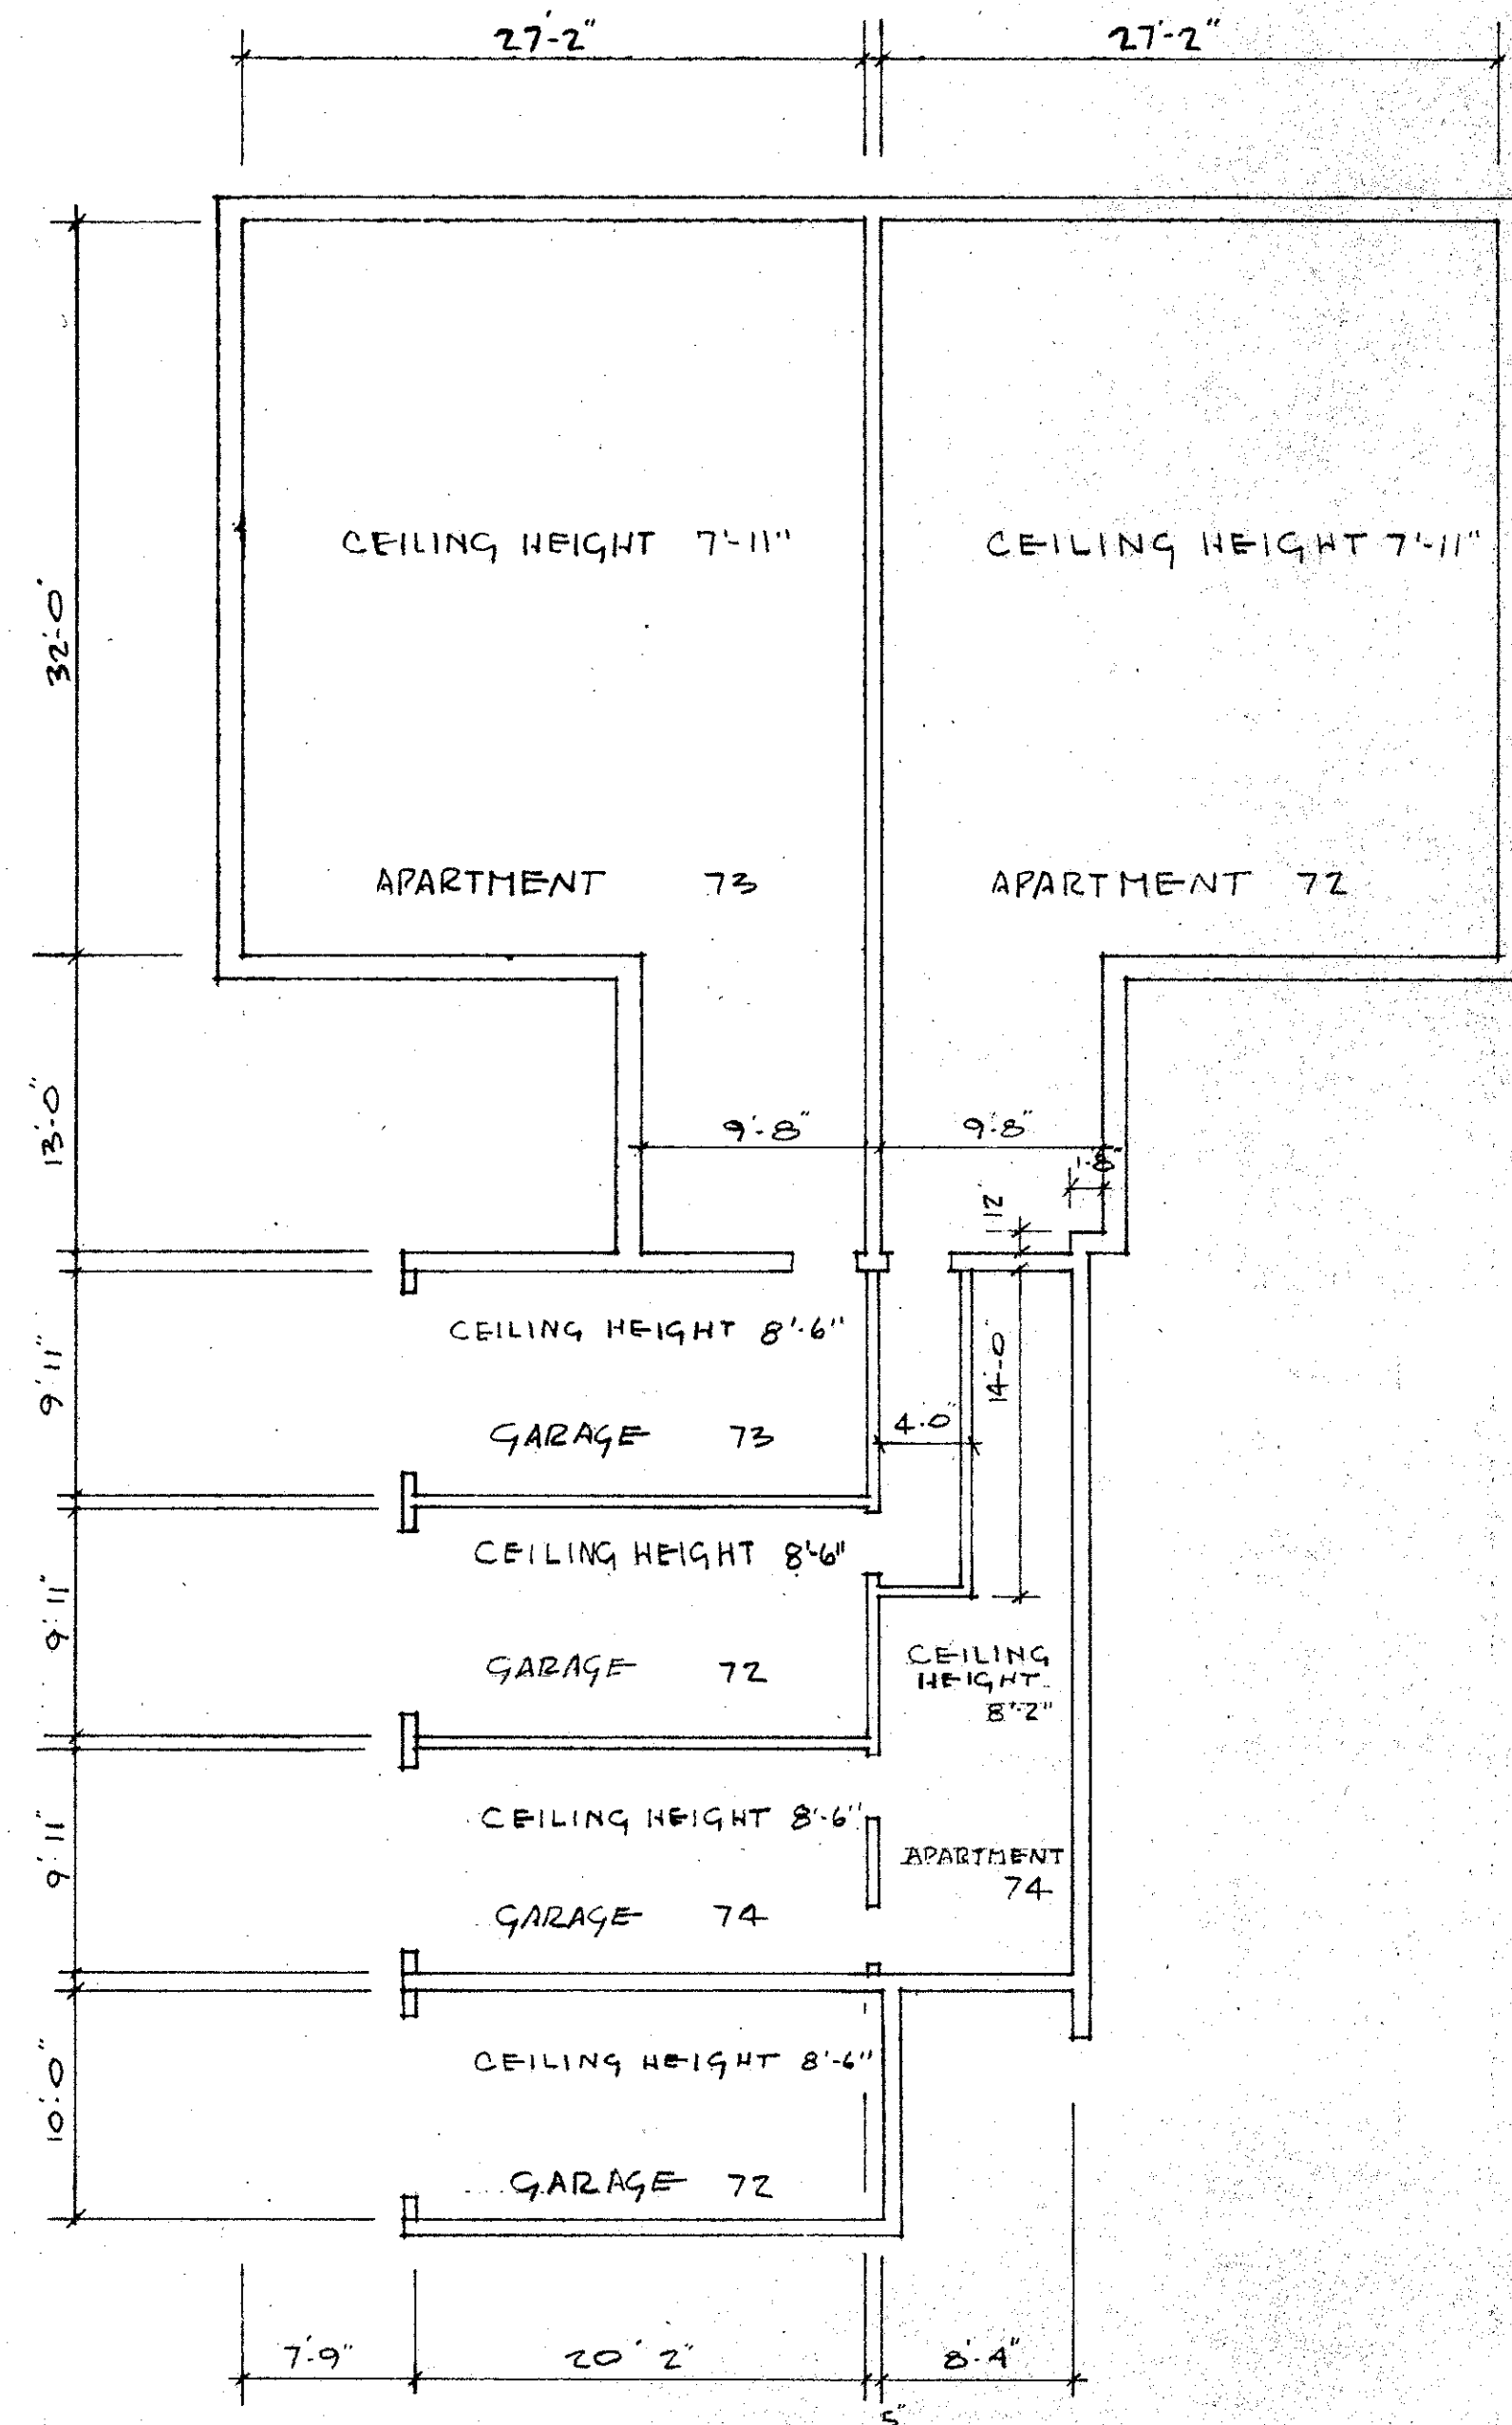 27'-2"
27'-2"
CEILING HEIGHT 7'-11"
CEILING HEIGHT 7'-11"
32'-0"
APARTMENT 73
APARTMENT 72
13'-0"
9'-8"
9'-8"
1'-8"
12"
CEILING HEIGHT 8'-6"
14'-0"
9'-11"
GARAGE 73
4'-0"
CEILING HEIGHT 8'-6"
9'-11"
GARAGE 72
CEILING
HEIGHT
8'-2"
CEILING HEIGHT 8'-6"
9'-11"
APARTMENT
74
GARAGE 74
CEILING HEIGHT 8'-6"
10'-0"
GARAGE 72
7'-9"
20'-2"
8'-4"
5"